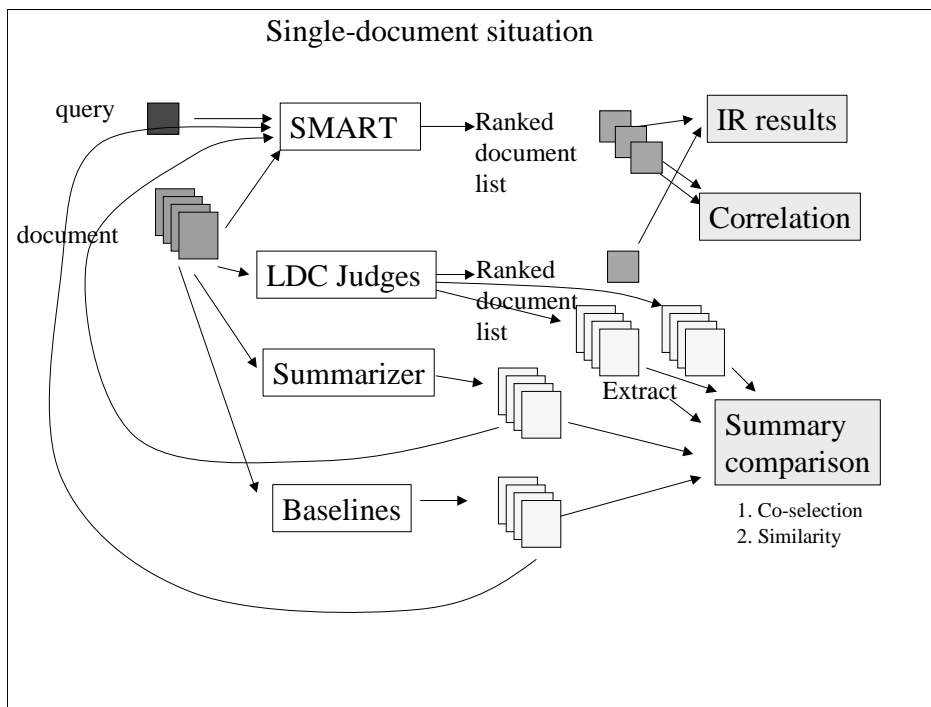 Single-document situation
query
SMART
Ranked
document
list
IR results
Correlation
document
LDC Judges
Ranked
document
list
Summarizer
Extract
Summary
comparison
Baselines
1. Co-selection
2. Similarity